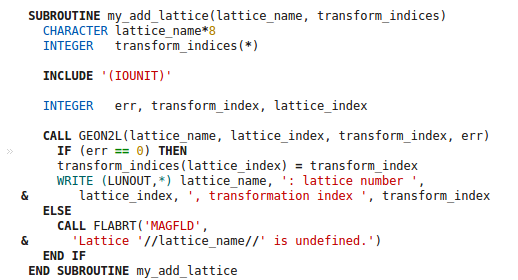 SUBROUTINE my_add_lattice(lattice_name, transform_indices)
CHARACTER lattice_name*8
INTEGER   transform_indices(*)
INCLUDE '(IOUNIT)'
INTEGER   err, transform_index, lattice_index
CALL GEON2L(lattice_name, lattice_index, transform_index, err)
» IF (err == 0) THEN
transform_indices(lattice_index) = transform_index
WRITE (LUNOUT,*) lattice_name, ': lattice number ',
&       lattice_index, ', transformation index ', transform_index
ELSE
CALL FLABRT('MAGFLD',
&      'Lattice '//lattice_name//' is undefined.')
END IF
END SUBROUTINE my_add_lattice